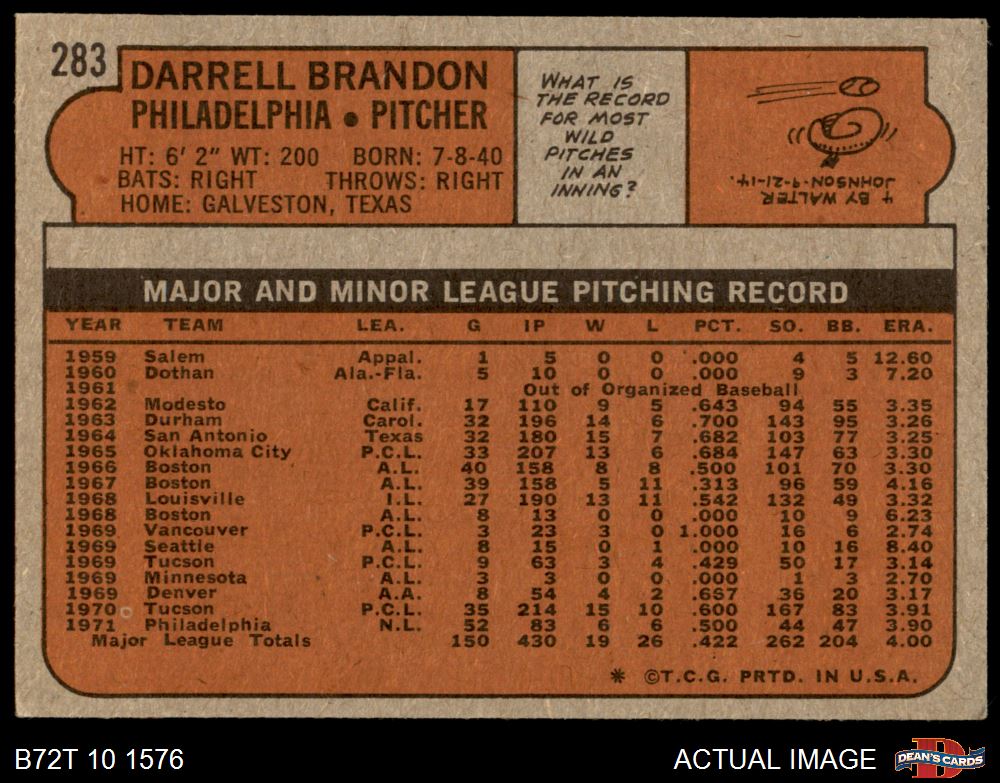 283
DARRELL BRANDON
PHILADELPHIA • PITCHER
HT: 6' 2" WT: 200 BORN: 7-8-40
BATS: RIGHT THROWS: RIGHT
HOME: GALVESTON, TEXAS
WHAT IS
THE RECORD
FOR MOST
WILD
PITCHES
IN AN
INNING?
4 BY WALTER
JOHNSON·9-21-14.
MAJOR AND MINOR LEAGUE PITCHING RECORD
YEAR TEAM LEA. G IP W L PCT. SO. BB. ERA.
1959 Salem Appal. 1 5 0 0 .000 4 5 12.60
1960 Dothan Ala.-Fla. 5 10 0 0 .000 9 3 7.20
1961 Out of Organized Baseball
1962 Modesto Calif. 17 110 9 5 .643 94 55 3.35
1963 Durham Carol. 32 196 14 6 .700 143 95 3.26
1964 San Antonio Texas 32 180 15 7 .682 103 77 3.25
1965 Oklahoma City P.C.L. 33 207 13 6 .684 147 63 3.30
1966 Boston A.L. 40 158 8 8 .500 101 70 3.30
1967 Boston A.L. 39 158 5 11 .313 96 59 4.16
1968 Louisville I.L. 27 190 13 11 .542 132 49 3.32
1968 Boston A.L. 8 13 0 0 .000 10 9 6.23
1969 Vancouver P.C.L. 3 23 3 0 1.000 16 6 2.74
1969 Seattle A.L. 8 15 0 1 .000 10 16 8.40
1969 Tucson P.C.L. 9 63 3 4 .429 50 17 3.14
1969 Minnesota A.L. 3 3 0 0 .000 1 3 2.70
1969 Denver A.A. 8 54 4 2 .667 36 20 3.17
1970 Tucson P.C.L. 35 214 15 10 .600 167 83 3.91
1971 Philadelphia N.L. 52 83 6 6 .500 44 47 3.90
Major League Totals 150 430 19 26 .422 262 204 4.00
* ©T.C.G. PRTD. IN U.S.A.
B72T 10 1576
ACTUAL IMAGE
D
DEAN'S CARDS